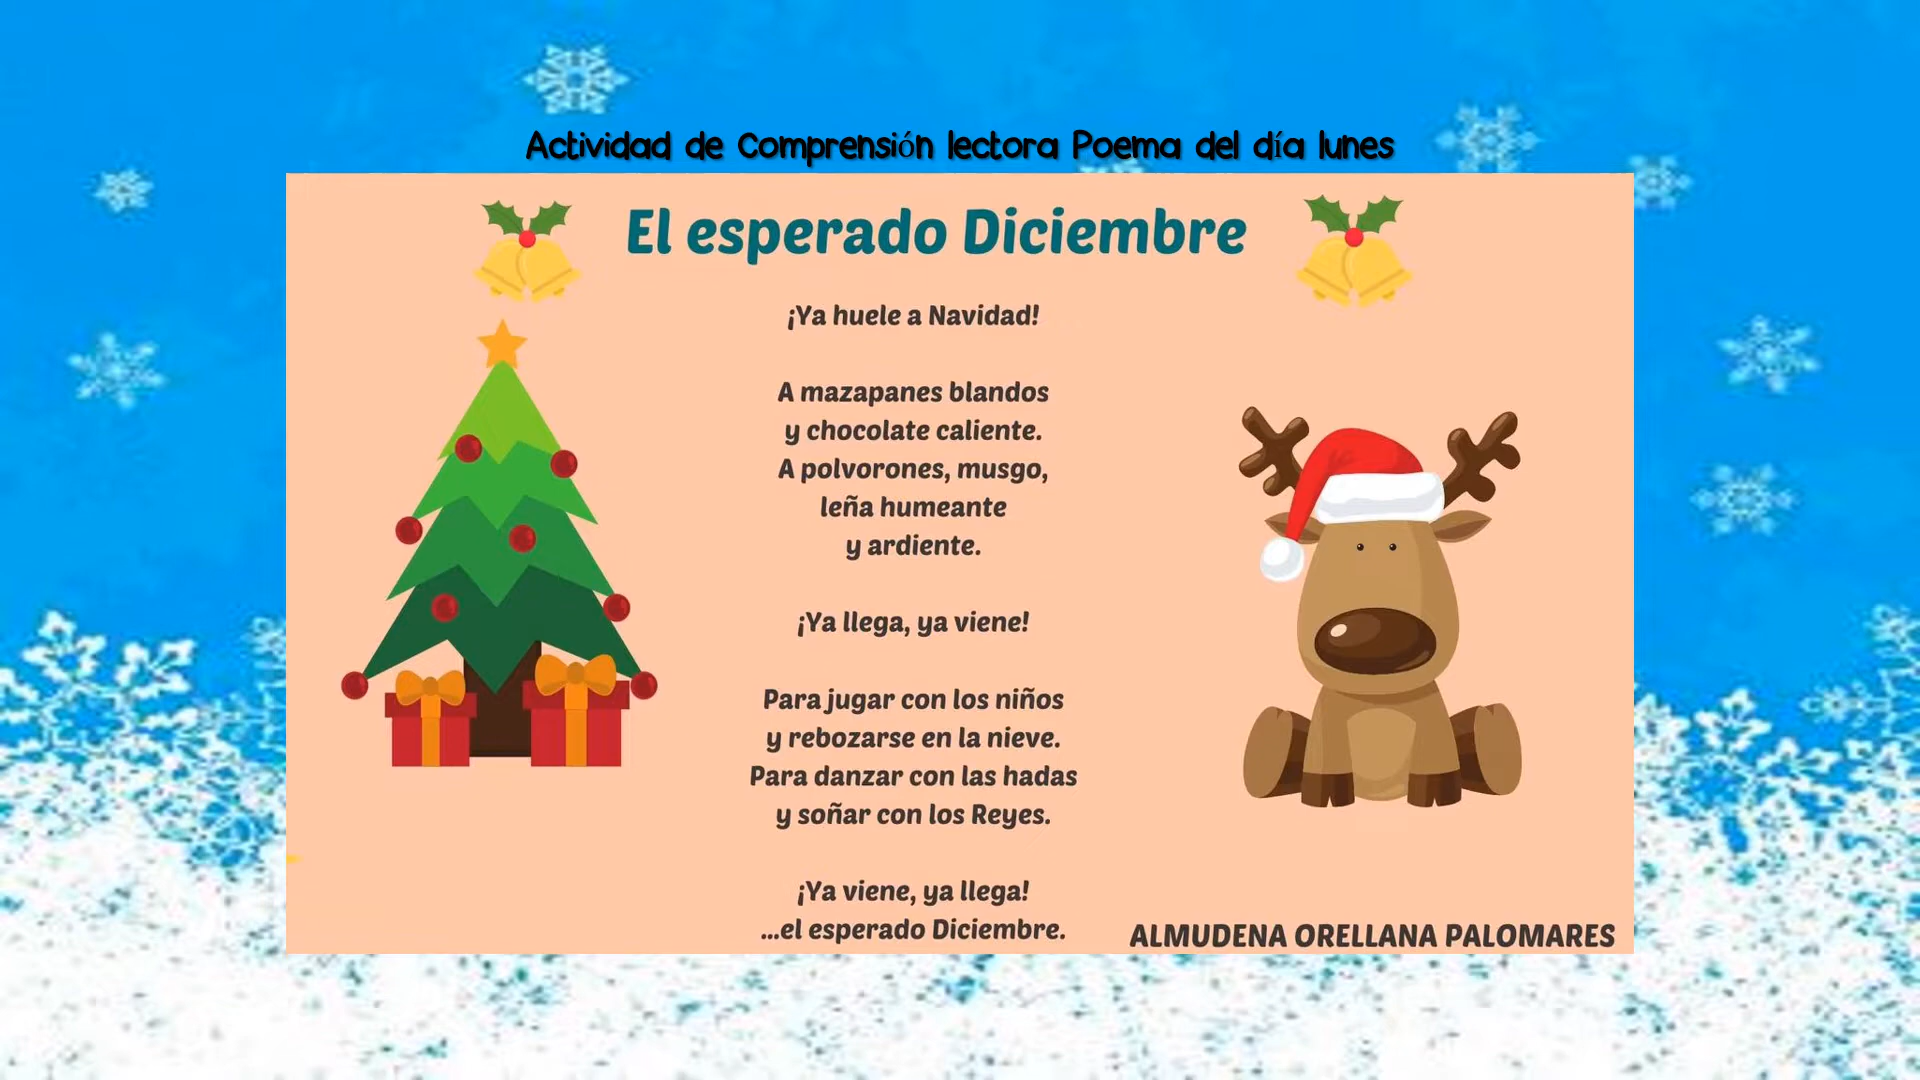 Actividad de Comprensión lectora Poema del día lunes
El esperado Diciembre
¡Ya huele a Navidad!
A mazapanes blandos
y chocolate caliente.
A polvorones, musgo,
leña humeante
y ardiente.
¡Ya llega, ya viene!
Para jugar con los niños
y rebozarse en la nieve.
Para danzar con las hadas
y soñar con los Reyes.
¡Ya viene, ya llega!
...el esperado Diciembre.
ALMUDENA ORELLANA PALOMARES